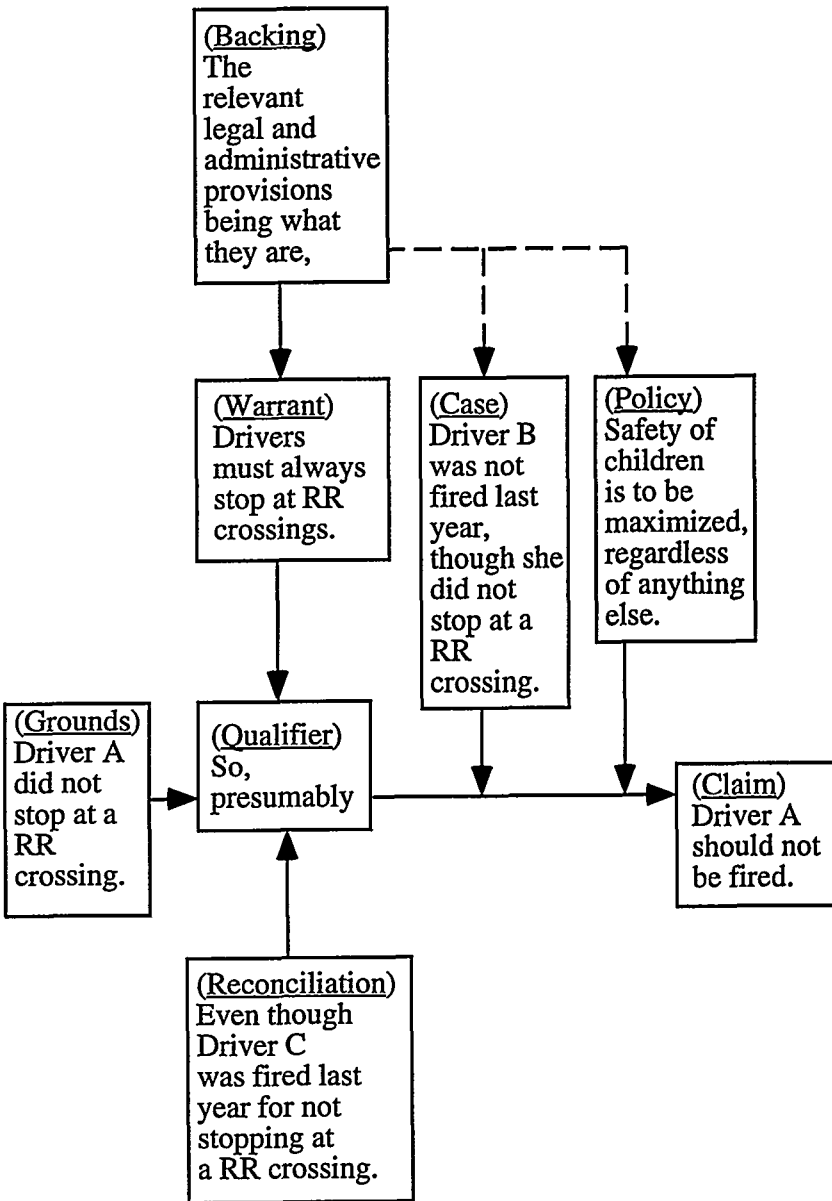 (Backing)
The
relevant
legal and
administrative
provisions
being what
they are,
(Warrant)
Drivers
must always
stop at RR
crossings.
(Case)
Driver B
was not
fired last
year,
though she
did not
stop at a
RR
crossing.
(Policy)
Safety of
children
is to be
maximized,
regardless
of anything
else.
(Grounds)
Driver A
did not
stop at a
RR
crossing.
(Qualifier)
So,
presumably
(Claim)
Driver A
should not
be fired.
(Reconciliation)
Even though
Driver C
was fired last
year for not
stopping at
a RR crossing.